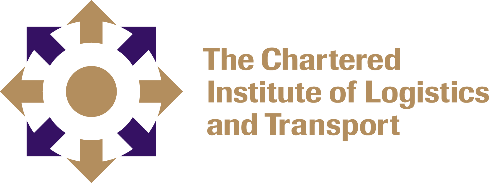 The Chartered
Institute of Logistics
and Transport